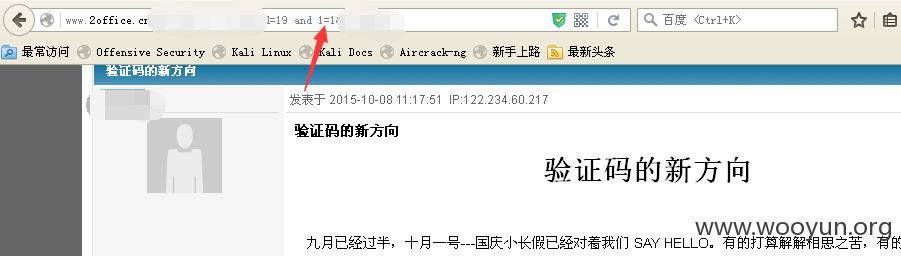 www.2office.cn l=19 and 1=1&
百度 <Ctrl+K>
最常访问 Offensive Security Kali Linux Kali Docs Aircrack-ng 新手上路 最新头条
验证码的新方向
发表于 2015-10-08 11:17:51 IP:122.234.60.217
验证码的新方向
验证码的新方向
www.wooyun.org
九月已经过半，十月一号---国庆小长假已经对着我们 SAY HELLO。有的打算解解相思之苦，有的